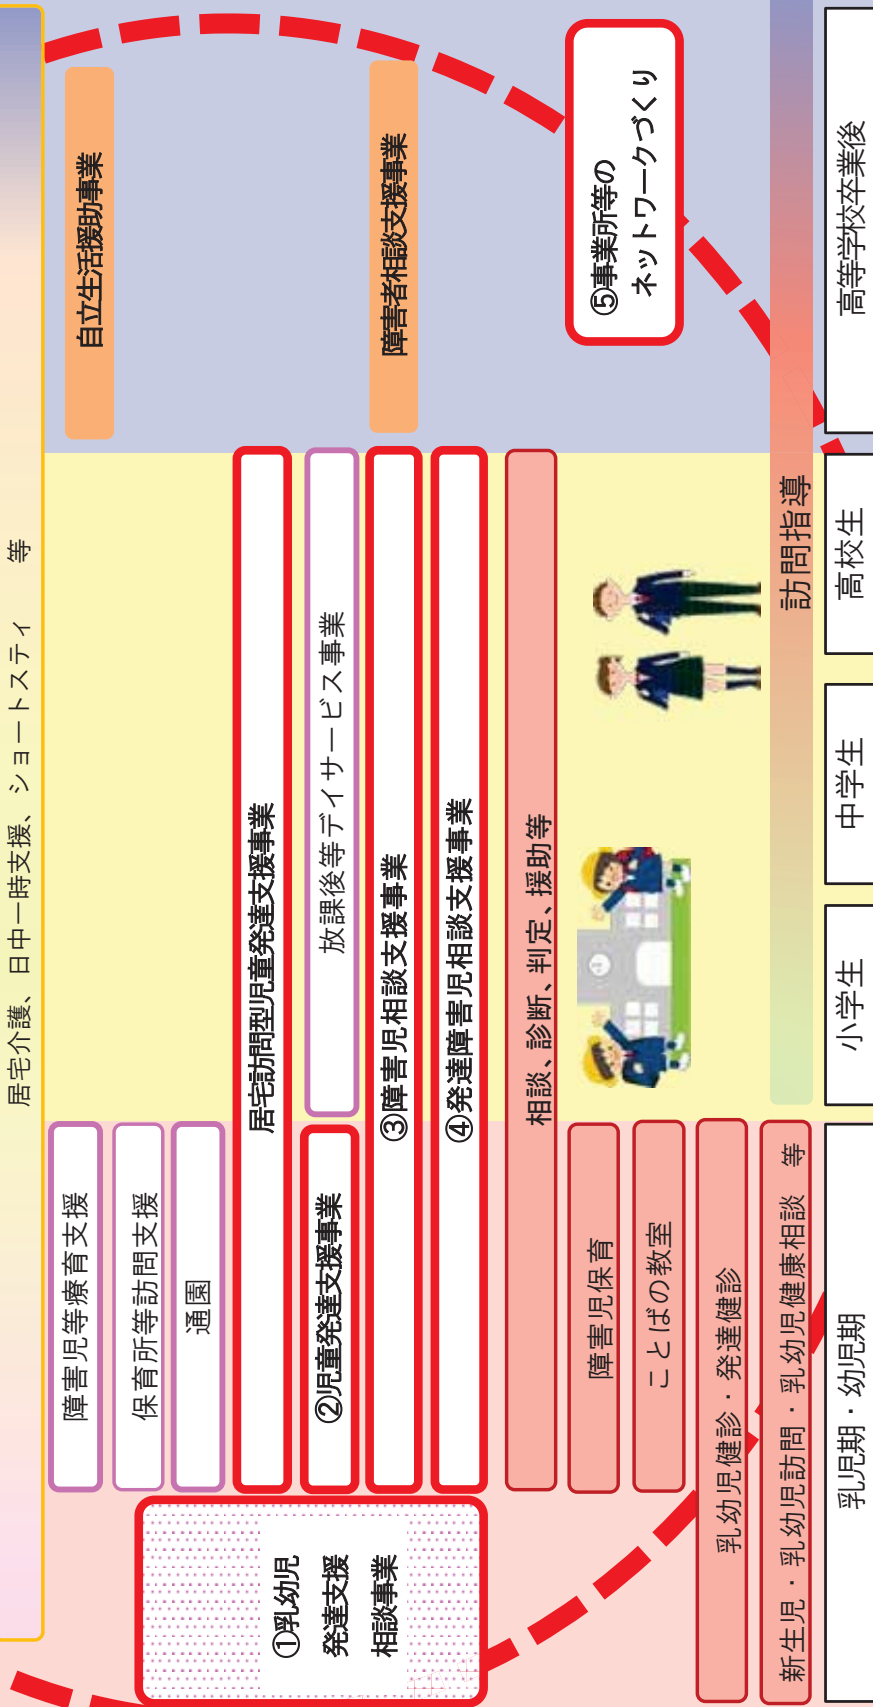 居宅介護、日中一時支援、ショートスティ　等
障害児等療育支援
保育所等訪問支援
通園
自立生活援助事業
居宅訪問型児童発達支援事業
②児童発達支援事業
放課後等デイサービス事業
③障害児相談支援事業
障害者相談支援事業
④発達障害児相談支援事業
①乳幼児
発達支援
相談事業
相談、診断、判定、援助等
障害児保育
ことばの教室
⑤事業所等の
ネットワークづくり
乳幼児健診・発達健診
新生児・乳幼児訪問・乳幼児健康相談　等
訪問指導
乳児期・幼児期
小学生
中学生
高校生
高等学校卒業後